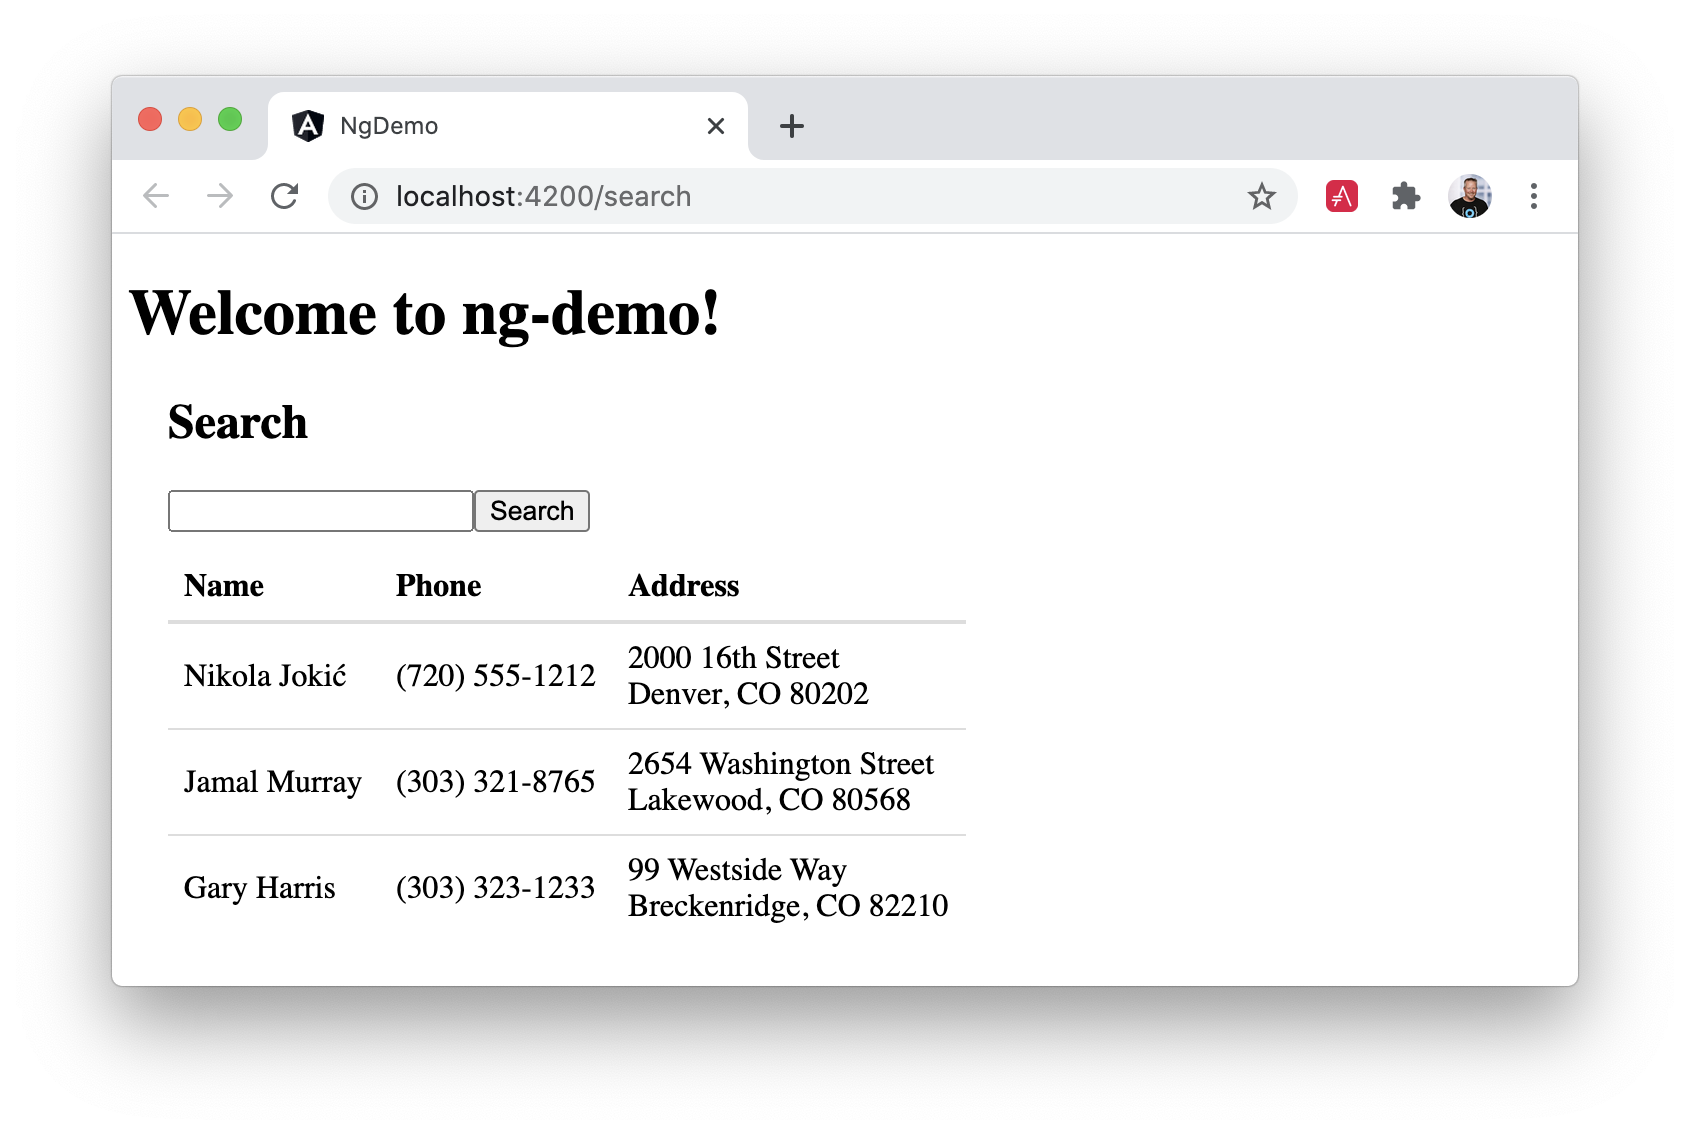 NgDemo
localhost:4200/search
Welcome to ng-demo!
Search
Search
Name Phone Address
Nikola Jokić (720) 555-1212 2000 16th Street
Denver, CO 80202
Jamal Murray (303) 321-8765 2654 Washington Street
Lakewood, CO 80568
Gary Harris (303) 323-1233 99 Westside Way
Breckenridge, CO 82210